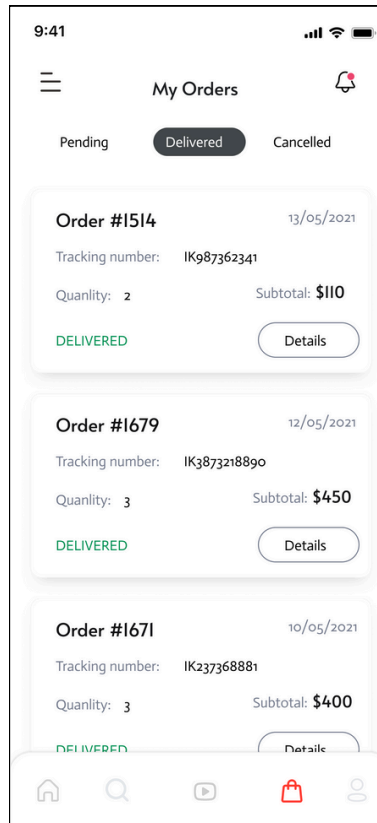 9:41
My Orders
Pending Delivered Cancelled
Order #1514 13/05/2021
Tracking number: IK987362341
Quanlity: 2 Subtotal: $110
DELIVERED Details
Order #1679 12/05/2021
Tracking number: IK3873218890
Quanlity: 3 Subtotal: $450
DELIVERED Details
Order #1671 10/05/2021
Tracking number: IK237368881
Quanlity: 3 Subtotal: $400
DELIVERED Details